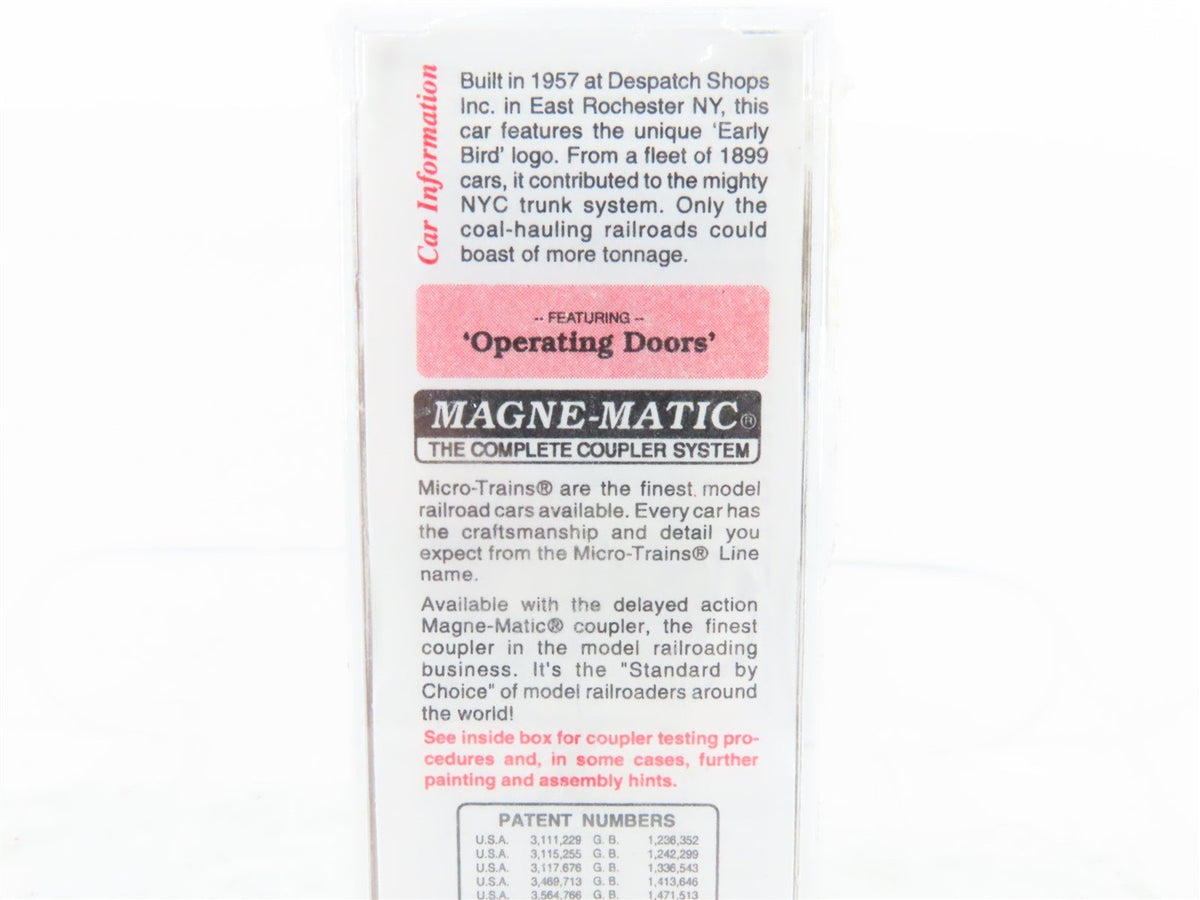 Car Information
Built in 1957 at Despatch Shops
Inc. in East Rochester NY, this
car features the unique 'Early
Bird' logo. From a fleet of 1899
cars, it contributed to the mighty
NYC trunk system. Only the
coal-hauling railroads could
boast of more tonnage.
-- FEATURING --
'Operating Doors'
MAGNE-MATIC®
THE COMPLETE COUPLER SYSTEM
Micro-Trains® are the finest model
railroad cars available. Every car has
the craftsmanship and detail you
expect from the Micro-Trains® Line
name.
Available with the delayed action
Magne-Matic® coupler, the finest
coupler in the model railroading
business. It's the "Standard by
Choice" of model railroaders around
the world!
See inside box for coupler testing pro-
cedures and, in some cases, further
painting and assembly hints.
PATENT NUMBERS
U.S.A. 3,111,229 G. B. 1,236,352
U.S.A. 3,115,255 G. B. 1,242,299
U.S.A. 3,117.676 G. B. 1,336,543
U.S.A. 3,469,713 G. B. 1,413,646
U.S.A. 3,564,766 G. B. 1,471,513